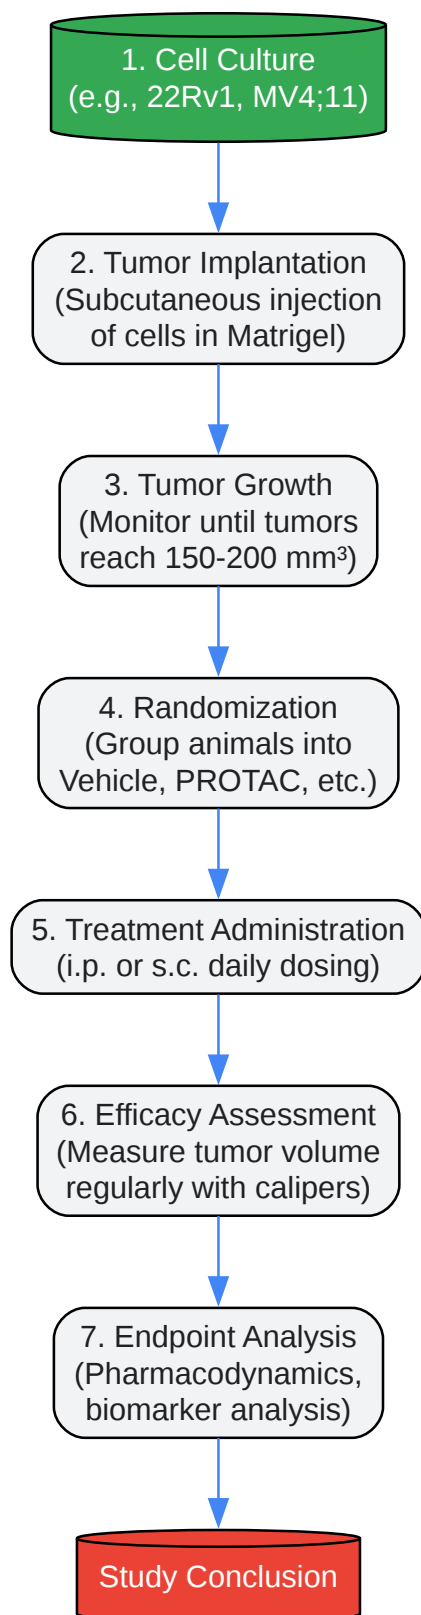 1. Cell Culture
(e.g., 22Rv1, MV4;11)
2. Tumor Implantation
(Subcutaneous injection
of cells in Matrigel)
3. Tumor Growth
(Monitor until tumors
reach 150-200 mm³)
4. Randomization
(Group animals into
Vehicle, PROTAC, etc.)
5. Treatment Administration
(i.p. or s.c. daily dosing)
6. Efficacy Assessment
(Measure tumor volume
regularly with calipers)
7. Endpoint Analysis
(Pharmacodynamics,
biomarker analysis)
Study Conclusion